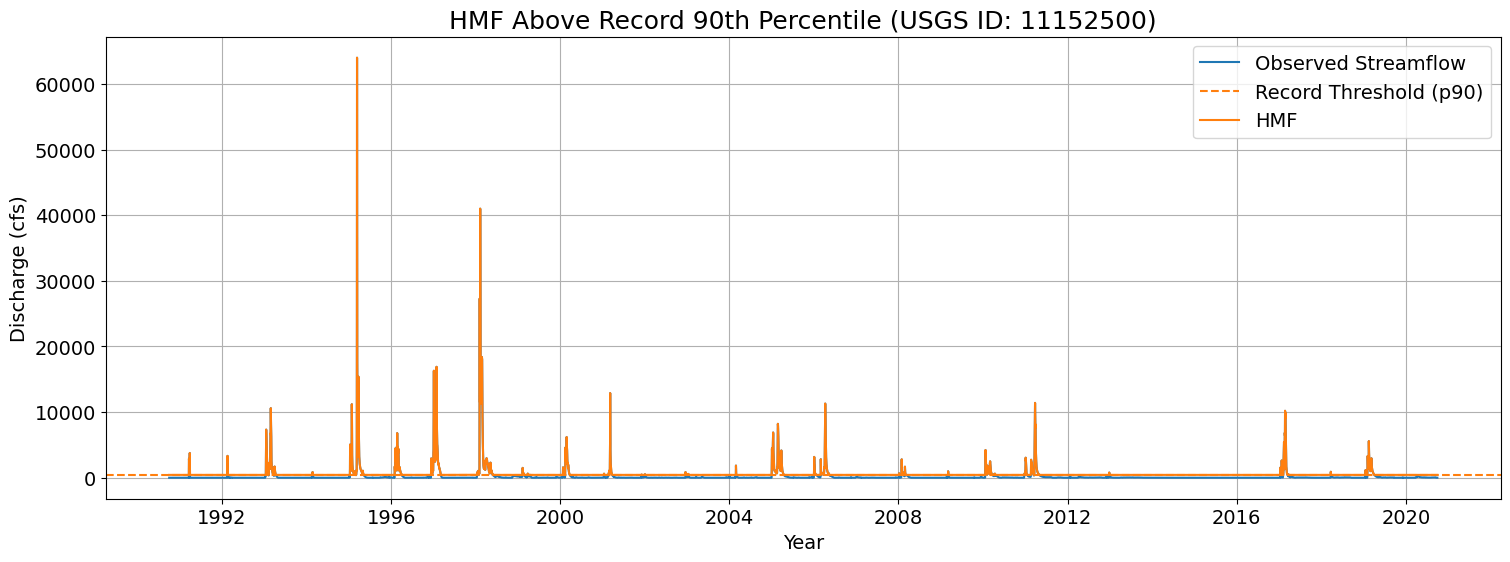 HMF Above Record 90th Percentile (USGS ID: 11152500)
Observed Streamflow
Record Threshold (p90)
HMF
Discharge (cfs)
60000
50000
40000
30000
20000
10000
0
1992 1996 2000 2004 2008 2012 2016 2020
Year